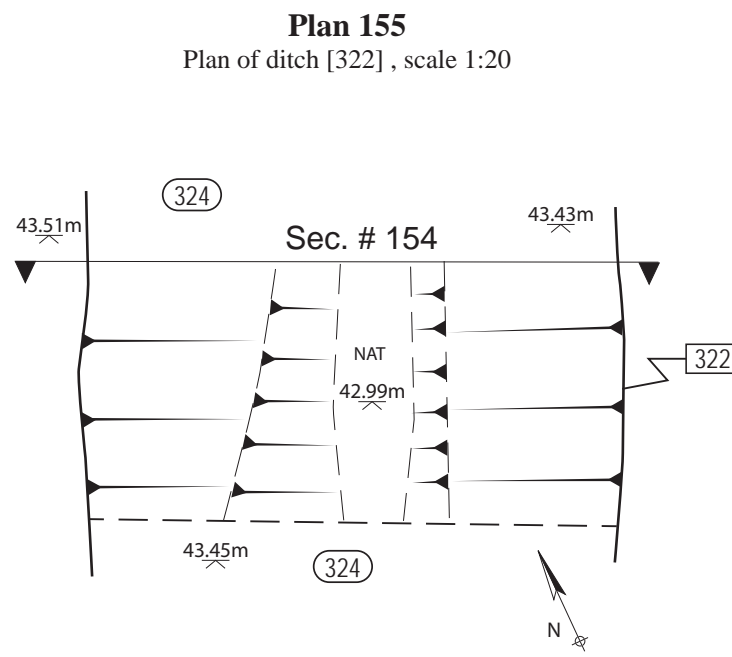 Plan 155
Plan of ditch [322] , scale 1:20
324
43.51m
43.43m
Sec. # 154
NAT
322
42.99m
43.45m
324
N